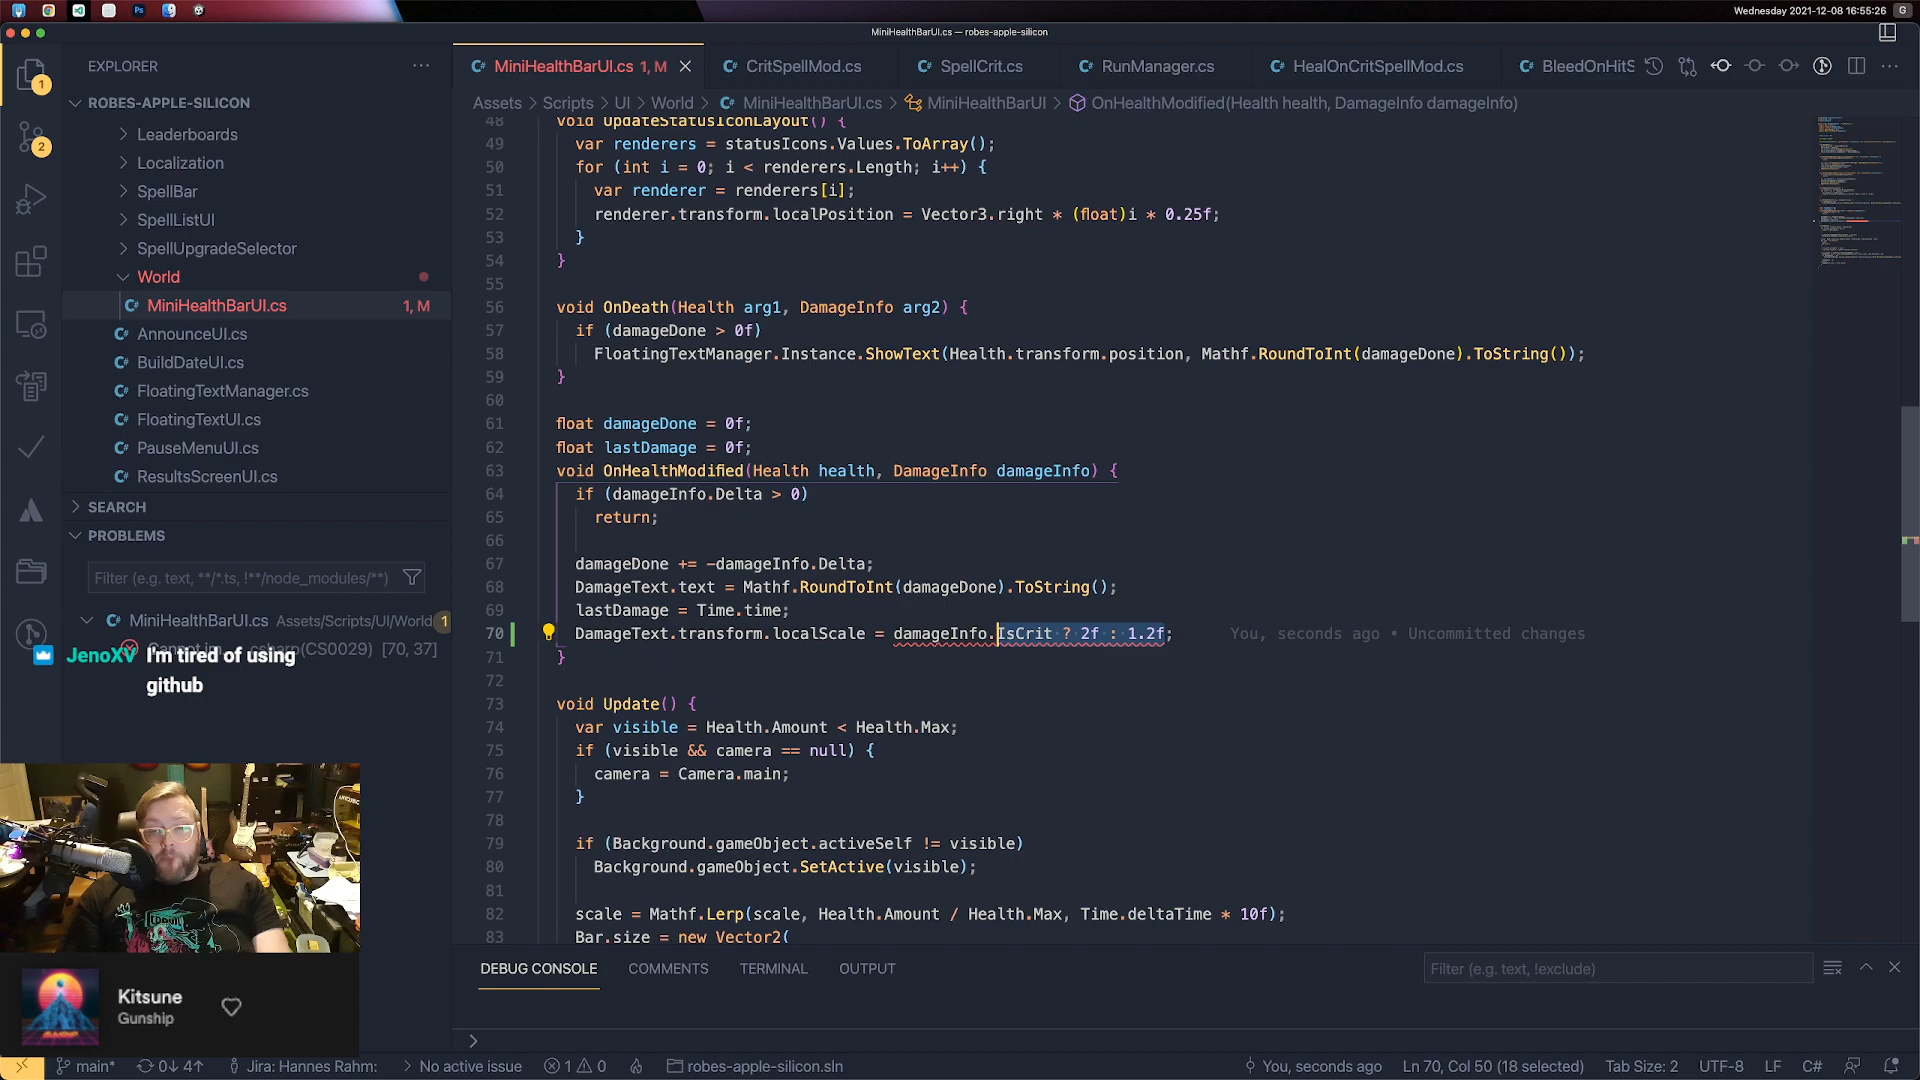 Wednesday 2021-12-08 16:55:26 G
MiniHealthBarUI.cs — robes-apple-silicon
EXPLORER
MiniHealthBarUI.cs 1, M
CritSpellMod.cs
SpellCrit.cs
RunManager.cs
HealOnCritSpellMod.cs
BleedOnHitS
Assets > Scripts > UI > World > MiniHealthBarUI.cs > MiniHealthBarUI > OnHealthModified(Health health, DamageInfo damageInfo)
1
2
ROBES-APPLE-SILICON
Leaderboards
Localization
SpellBar
SpellListUI
SpellUpgradeSelector
World
MiniHealthBarUI.cs 1, M
AnnounceUI.cs
BuildDateUI.cs
FloatingTextManager.cs
FloatingTextUI.cs
PauseMenuUI.cs
ResultsScreenUI.cs
SEARCH
PROBLEMS
Filter (e.g. text, **/*.ts, !**/node_modules/**)
MiniHealthBarUI.cs Assets/Scripts/UI/World 1
csharp(CS0029) [70, 37]
JenoXV I'm tired of using
github
48 void UpdateStatusIconLayout() {
49 var renderers = statusIcons.Values.ToArray();
50 for (int i = 0; i < renderers.Length; i++) {
51 var renderer = renderers[i];
52 renderer.transform.localPosition = Vector3.right * (float)i * 0.25f;
53 }
54 }
55
56 void OnDeath(Health arg1, DamageInfo arg2) {
57 if (damageDone > 0f)
58 FloatingTextManager.Instance.ShowText(Health.transform.position, Mathf.RoundToInt(damageDone).ToString());
59 }
60
61 float damageDone = 0f;
62 float lastDamage = 0f;
63 void OnHealthModified(Health health, DamageInfo damageInfo) {
64 if (damageInfo.Delta > 0)
65 return;
66
67 damageDone += -damageInfo.Delta;
68 DamageText.text = Mathf.RoundToInt(damageDone).ToString();
69 lastDamage = Time.time;
70 DamageText.transform.localScale = damageInfo.IsCrit ? 2f : 1.2f; You, seconds ago • Uncommitted changes
71 }
72
73 void Update() {
74 var visible = Health.Amount < Health.Max;
75 if (visible && camera == null) {
76 camera = Camera.main;
77 }
78
79 if (Background.gameObject.activeSelf != visible)
80 Background.gameObject.SetActive(visible);
81
82 scale = Mathf.Lerp(scale, Health.Amount / Health.Max, Time.deltaTime * 10f);
83 Bar.size = new Vector2(
DEBUG CONSOLE
COMMENTS
TERMINAL
OUTPUT
Filter (e.g. text, !exclude)
Kitsune
Gunship
main*
0↓ 4↑
Jira: Hannes Rahm:
No active issue
1 0
robes-apple-silicon.sln
You, seconds ago
Ln 70, Col 50 (18 selected)
Tab Size: 2
UTF-8
LF
C#